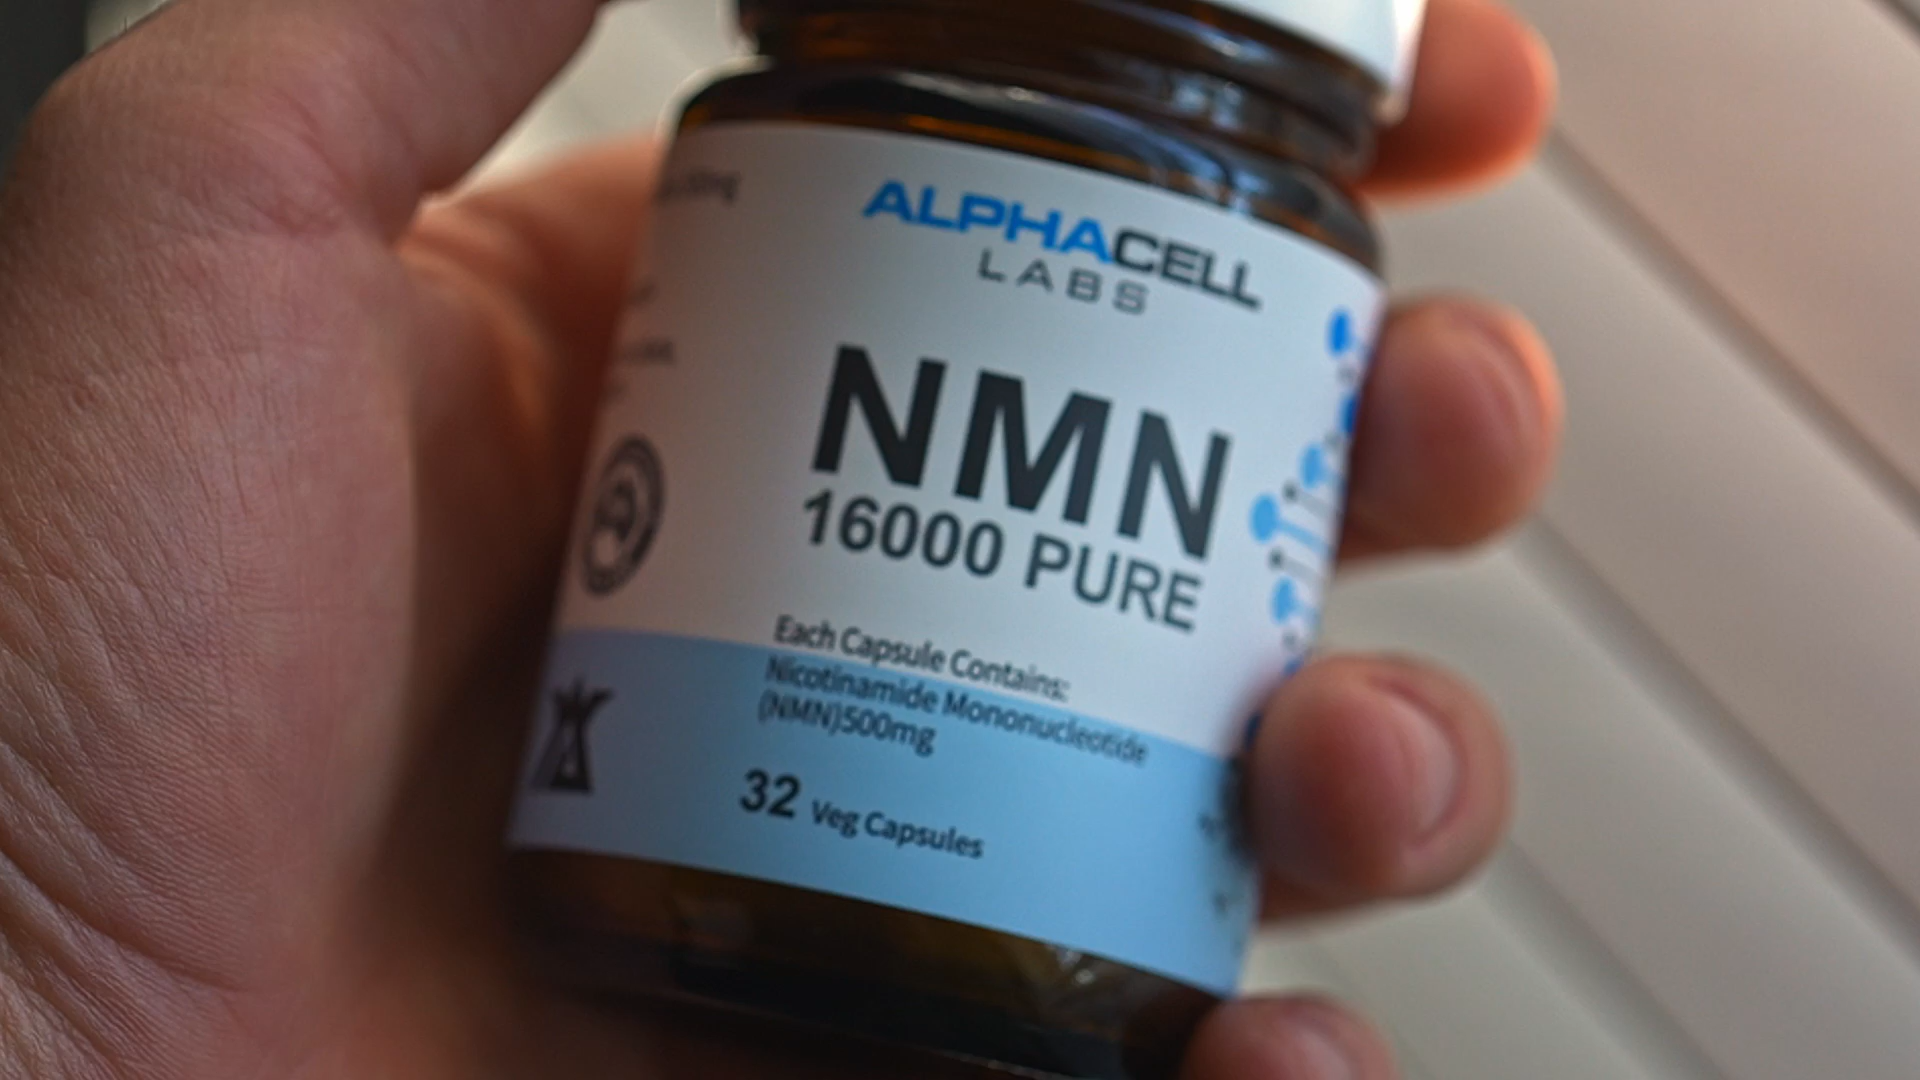 ALPHACELL
LABS
NMN
16000 PURE
Each Capsule Contains:
Nicotinamide Mononucleotide
(NMN)500mg
32 Veg Capsules